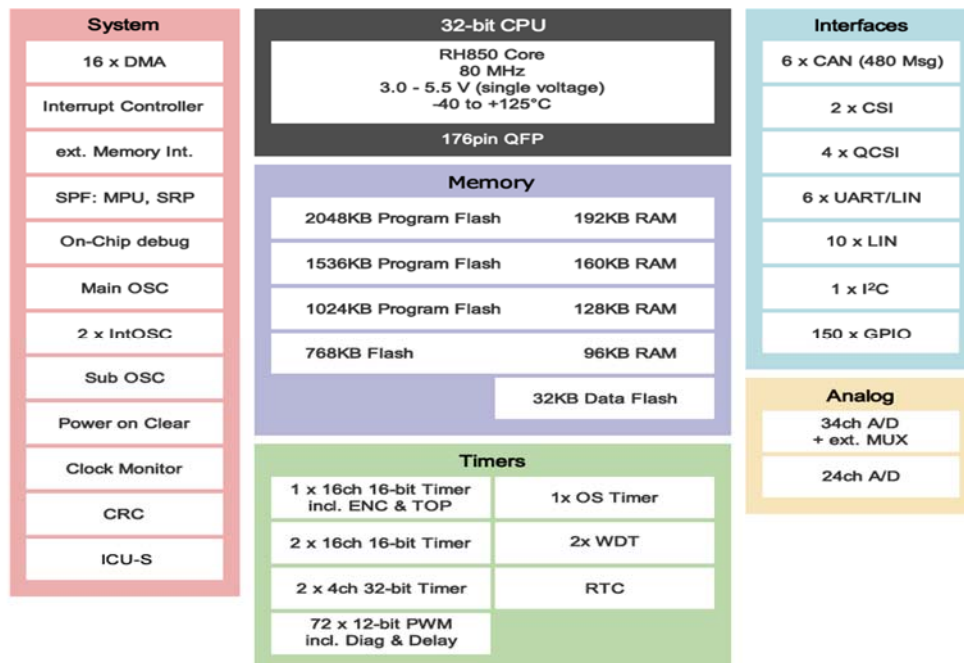 System
16 x DMA
Interrupt Controller
ext. Memory Int.
SPF: MPU, SRP
On-Chip debug
Main OSC
2 x IntOSC
Sub OSC
Power on Clear
Clock Monitor
CRC
ICU-S
32-bit CPU
RH850 Core
80 MHz
3.0 - 5.5 V (single voltage)
-40 to +125°C
176pin QFP
Memory
2048KB Program Flash 192KB RAM
1536KB Program Flash 160KB RAM
1024KB Program Flash 128KB RAM
768KB Flash 96KB RAM
32KB Data Flash
Timers
1 x 16ch 16-bit Timer
incl. ENC & TOP
1x OS Timer
2 x 16ch 16-bit Timer
2x WDT
2 x 4ch 32-bit Timer
RTC
72 x 12-bit PWM
incl. Diag & Delay
Interfaces
6 x CAN (480 Msg)
2 x CSI
4 x QCSI
6 x UART/LIN
10 x LIN
1 x I²C
150 x GPIO
Analog
34ch A/D
+ ext. MUX
24ch A/D